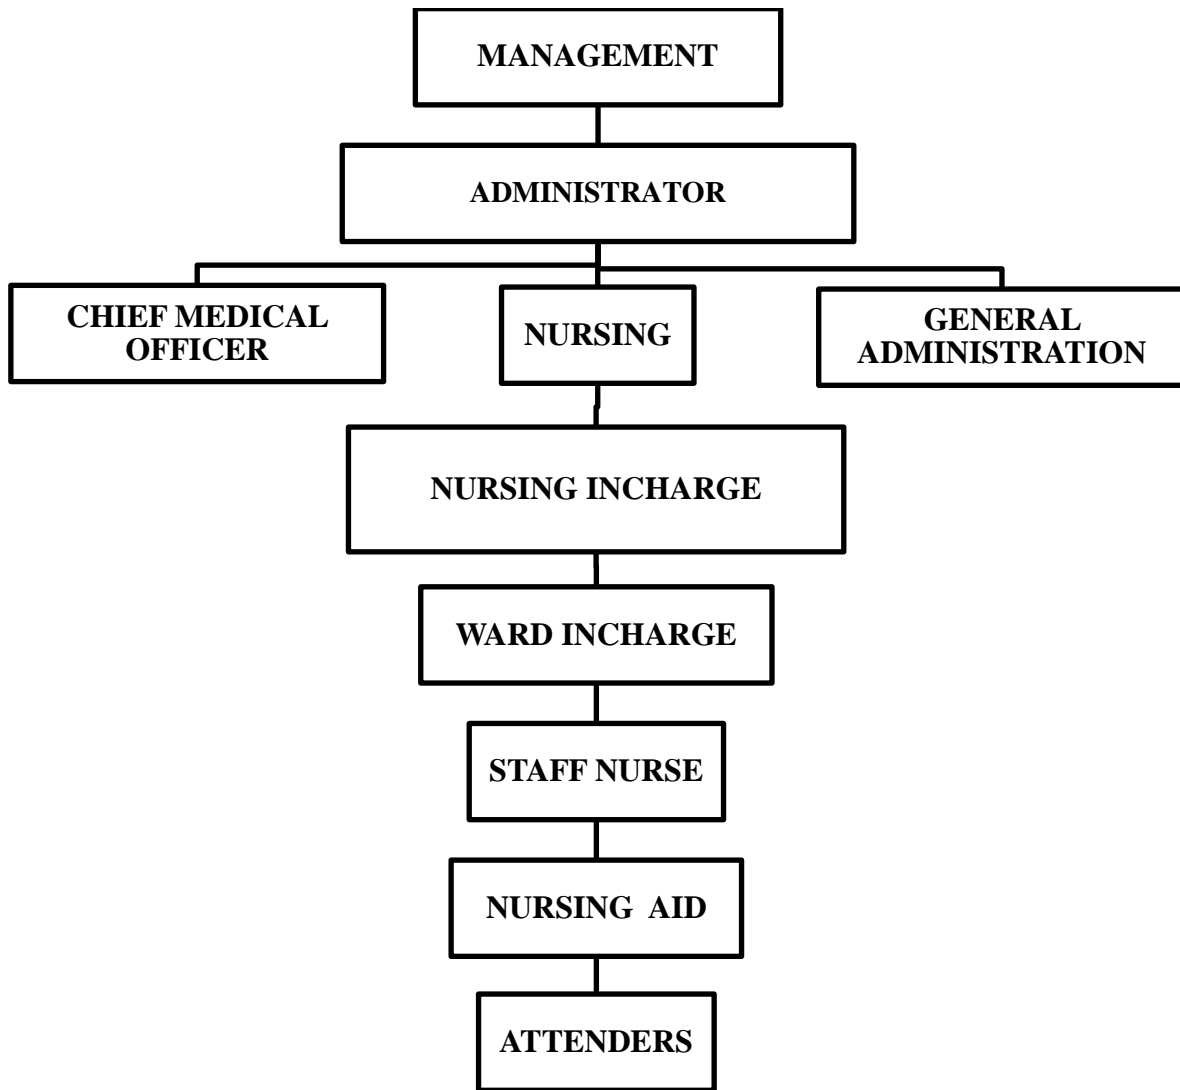 MANAGEMENT
ADMINISTRATOR
CHIEF MEDICAL
OFFICER
NURSING
GENERAL
ADMINISTRATION
NURSING INCHARGE
WARD INCHARGE
STAFF NURSE
NURSING  AID
ATTENDERS